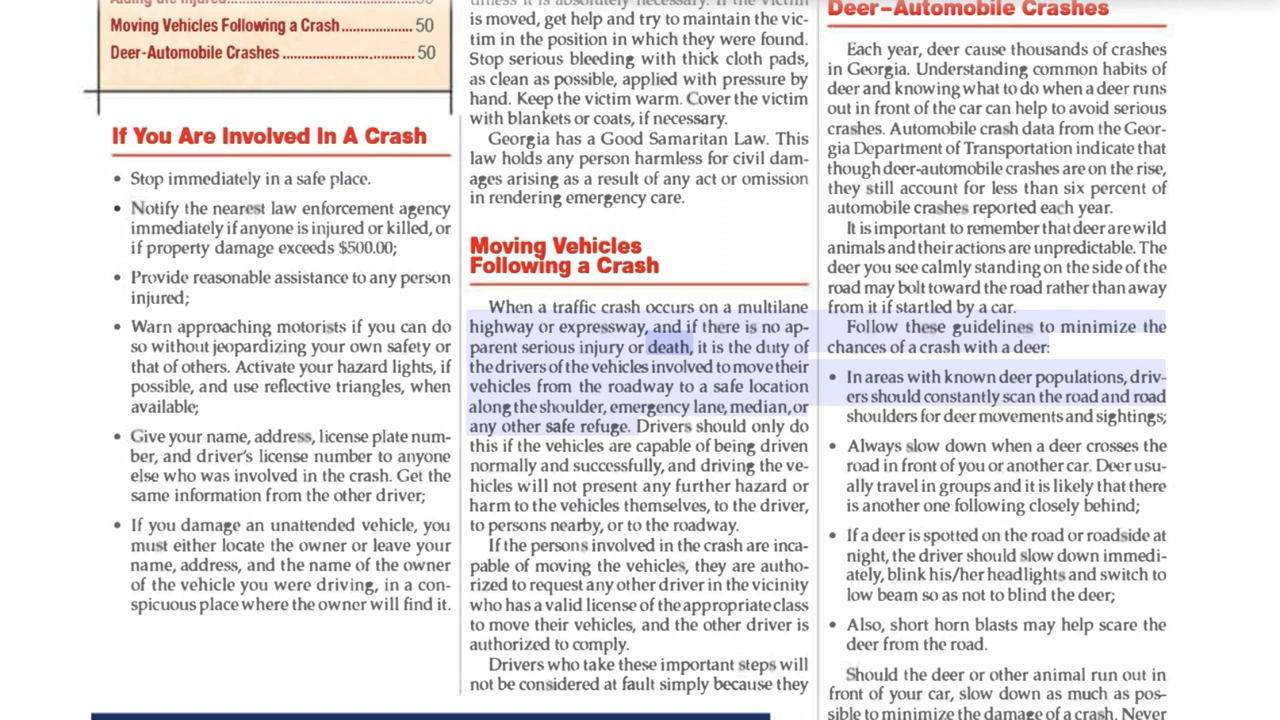 Adding the Injured 50
Moving Vehicles Following a Crash 50
Deer-Automobile Crashes 50
If You Are Involved In A Crash
• Stop immediately in a safe place.
• Notify the nearest law enforcement agency
immediately if anyone is injured or killed, or
if property damage exceeds $500.00;
• Provide reasonable assistance to any person
injured;
• Warn approaching motorists if you can do
so without jeopardizing your own safety or
that of others. Activate your hazard lights, if
possible, and use reflective triangles, when
available;
• Give your name, address, license plate num-
ber, and driver's license number to anyone
else who was involved in the crash. Get the
same information from the other driver;
• If you damage an unattended vehicle, you
must either locate the owner or leave your
name, address, and the name of the owner
of the vehicle you were driving, in a con-
spicuous place where the owner will find it.
unless it is absolutely necessary. If the victim
is moved, get help and try to maintain the vic-
tim in the position in which they were found.
Stop serious bleeding with thick cloth pads,
as clean as possible, applied with pressure by
hand. Keep the victim warm. Cover the victim
with blankets or coats, if necessary.
Georgia has a Good Samaritan Law. This
law holds any person harmless for civil dam-
ages arising as a result of any act or omission
in rendering emergency care.
Moving Vehicles
Following a Crash
When a traffic crash occurs on a multilane
highway or expressway, and if there is no ap-
parent serious injury or death, it is the duty of
the drivers of the vehicles involved to move their
vehicles from the roadway to a safe location
along the shoulder, emergency lane, median, or
any other safe refuge. Drivers should only do
this if the vehicles are capable of being driven
normally and successfully, and driving the ve-
hicles will not present any further hazard or
harm to the vehicles themselves, to the driver,
to persons nearby, or to the roadway.
If the persons involved in the crash are inca-
pable of moving the vehicles, they are autho-
rized to request any other driver in the vicinity
who has a valid license of the appropriate class
to move their vehicles, and the other driver is
authorized to comply.
Drivers who take these important steps will
not be considered at fault simply because they
Deer–Automobile Crashes
Each year, deer cause thousands of crashes
in Georgia. Understanding common habits of
deer and knowing what to do when a deer runs
out in front of the car can help to avoid serious
crashes. Automobile crash data from the Geor-
gia Department of Transportation indicate that
though deer-automobile crashes are on the rise,
they still account for less than six percent of
automobile crashes reported each year.
It is important to remember that deer are wild
animals and their actions are unpredictable. The
deer you see calmly standing on the side of the
road may bolt toward the road rather than away
from it if startled by a car.
Follow these guidelines to minimize the
chances of a crash with a deer:
• In areas with known deer populations, driv-
ers should constantly scan the road and road
shoulders for deer movements and sightings;
• Always slow down when a deer crosses the
road in front of you or another car. Deer usu-
ally travel in groups and it is likely that there
is another one following closely behind;
• If a deer is spotted on the road or roadside at
night, the driver should slow down immedi-
ately, blink his/her headlights and switch to
low beam so as not to blind the deer;
• Also, short horn blasts may help scare the
deer from the road.
Should the deer or other animal run out in
front of your car, slow down as much as pos-
sible to minimize the damage of a crash. Never